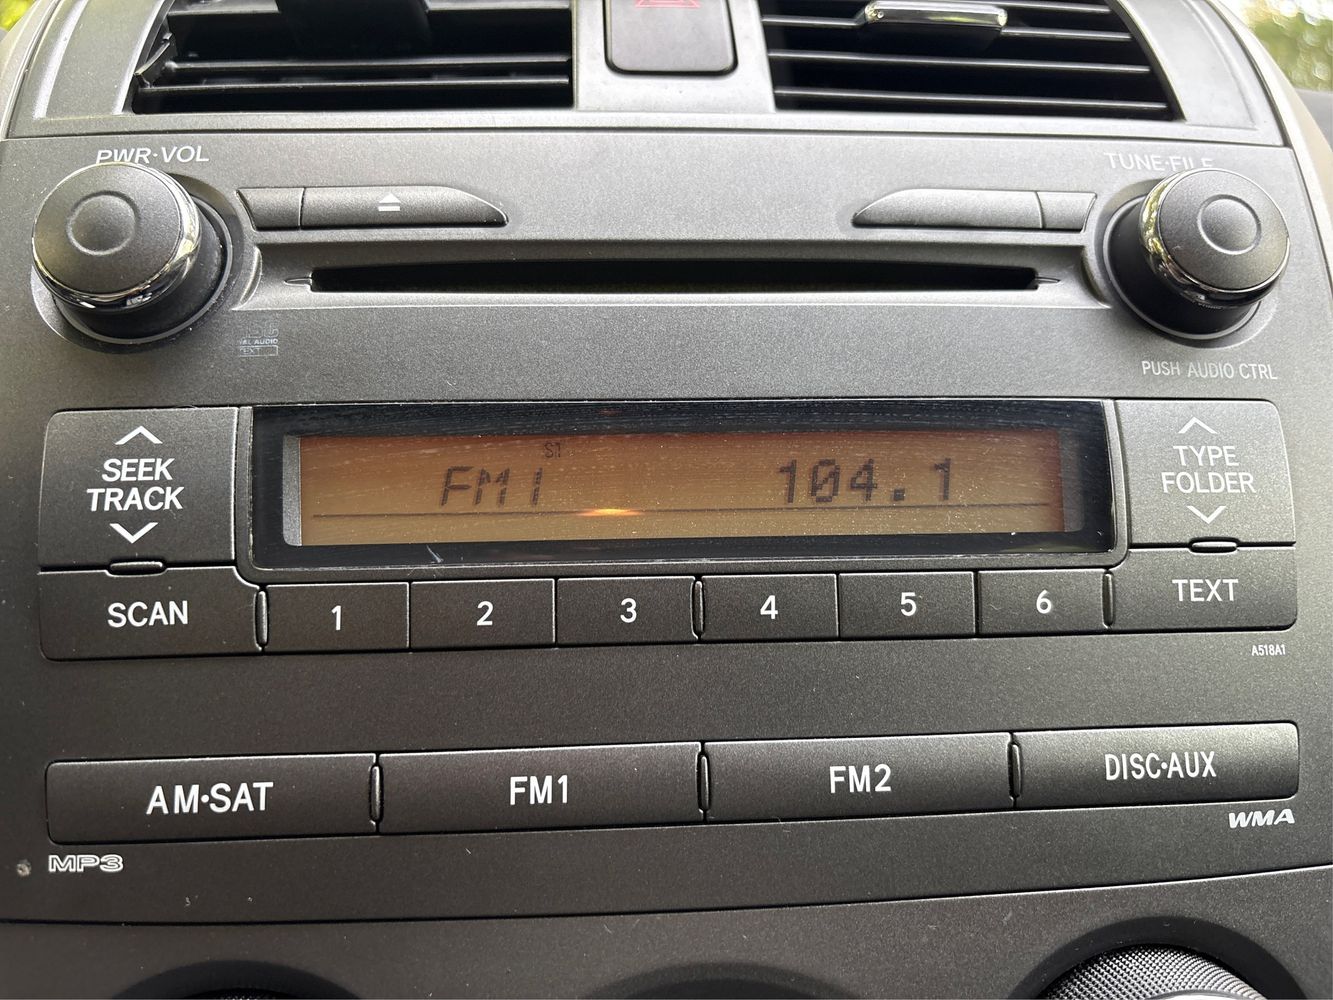 PWR·VOL
TUNE·FILE
PUSH AUDIO CTRL
SEEK
TRACK
ST
FM1
104.1
TYPE
FOLDER
SCAN
1
2
3
4
5
6
TEXT
A518A1
AM·SAT
FM1
FM2
DISC·AUX
MP3
WMA